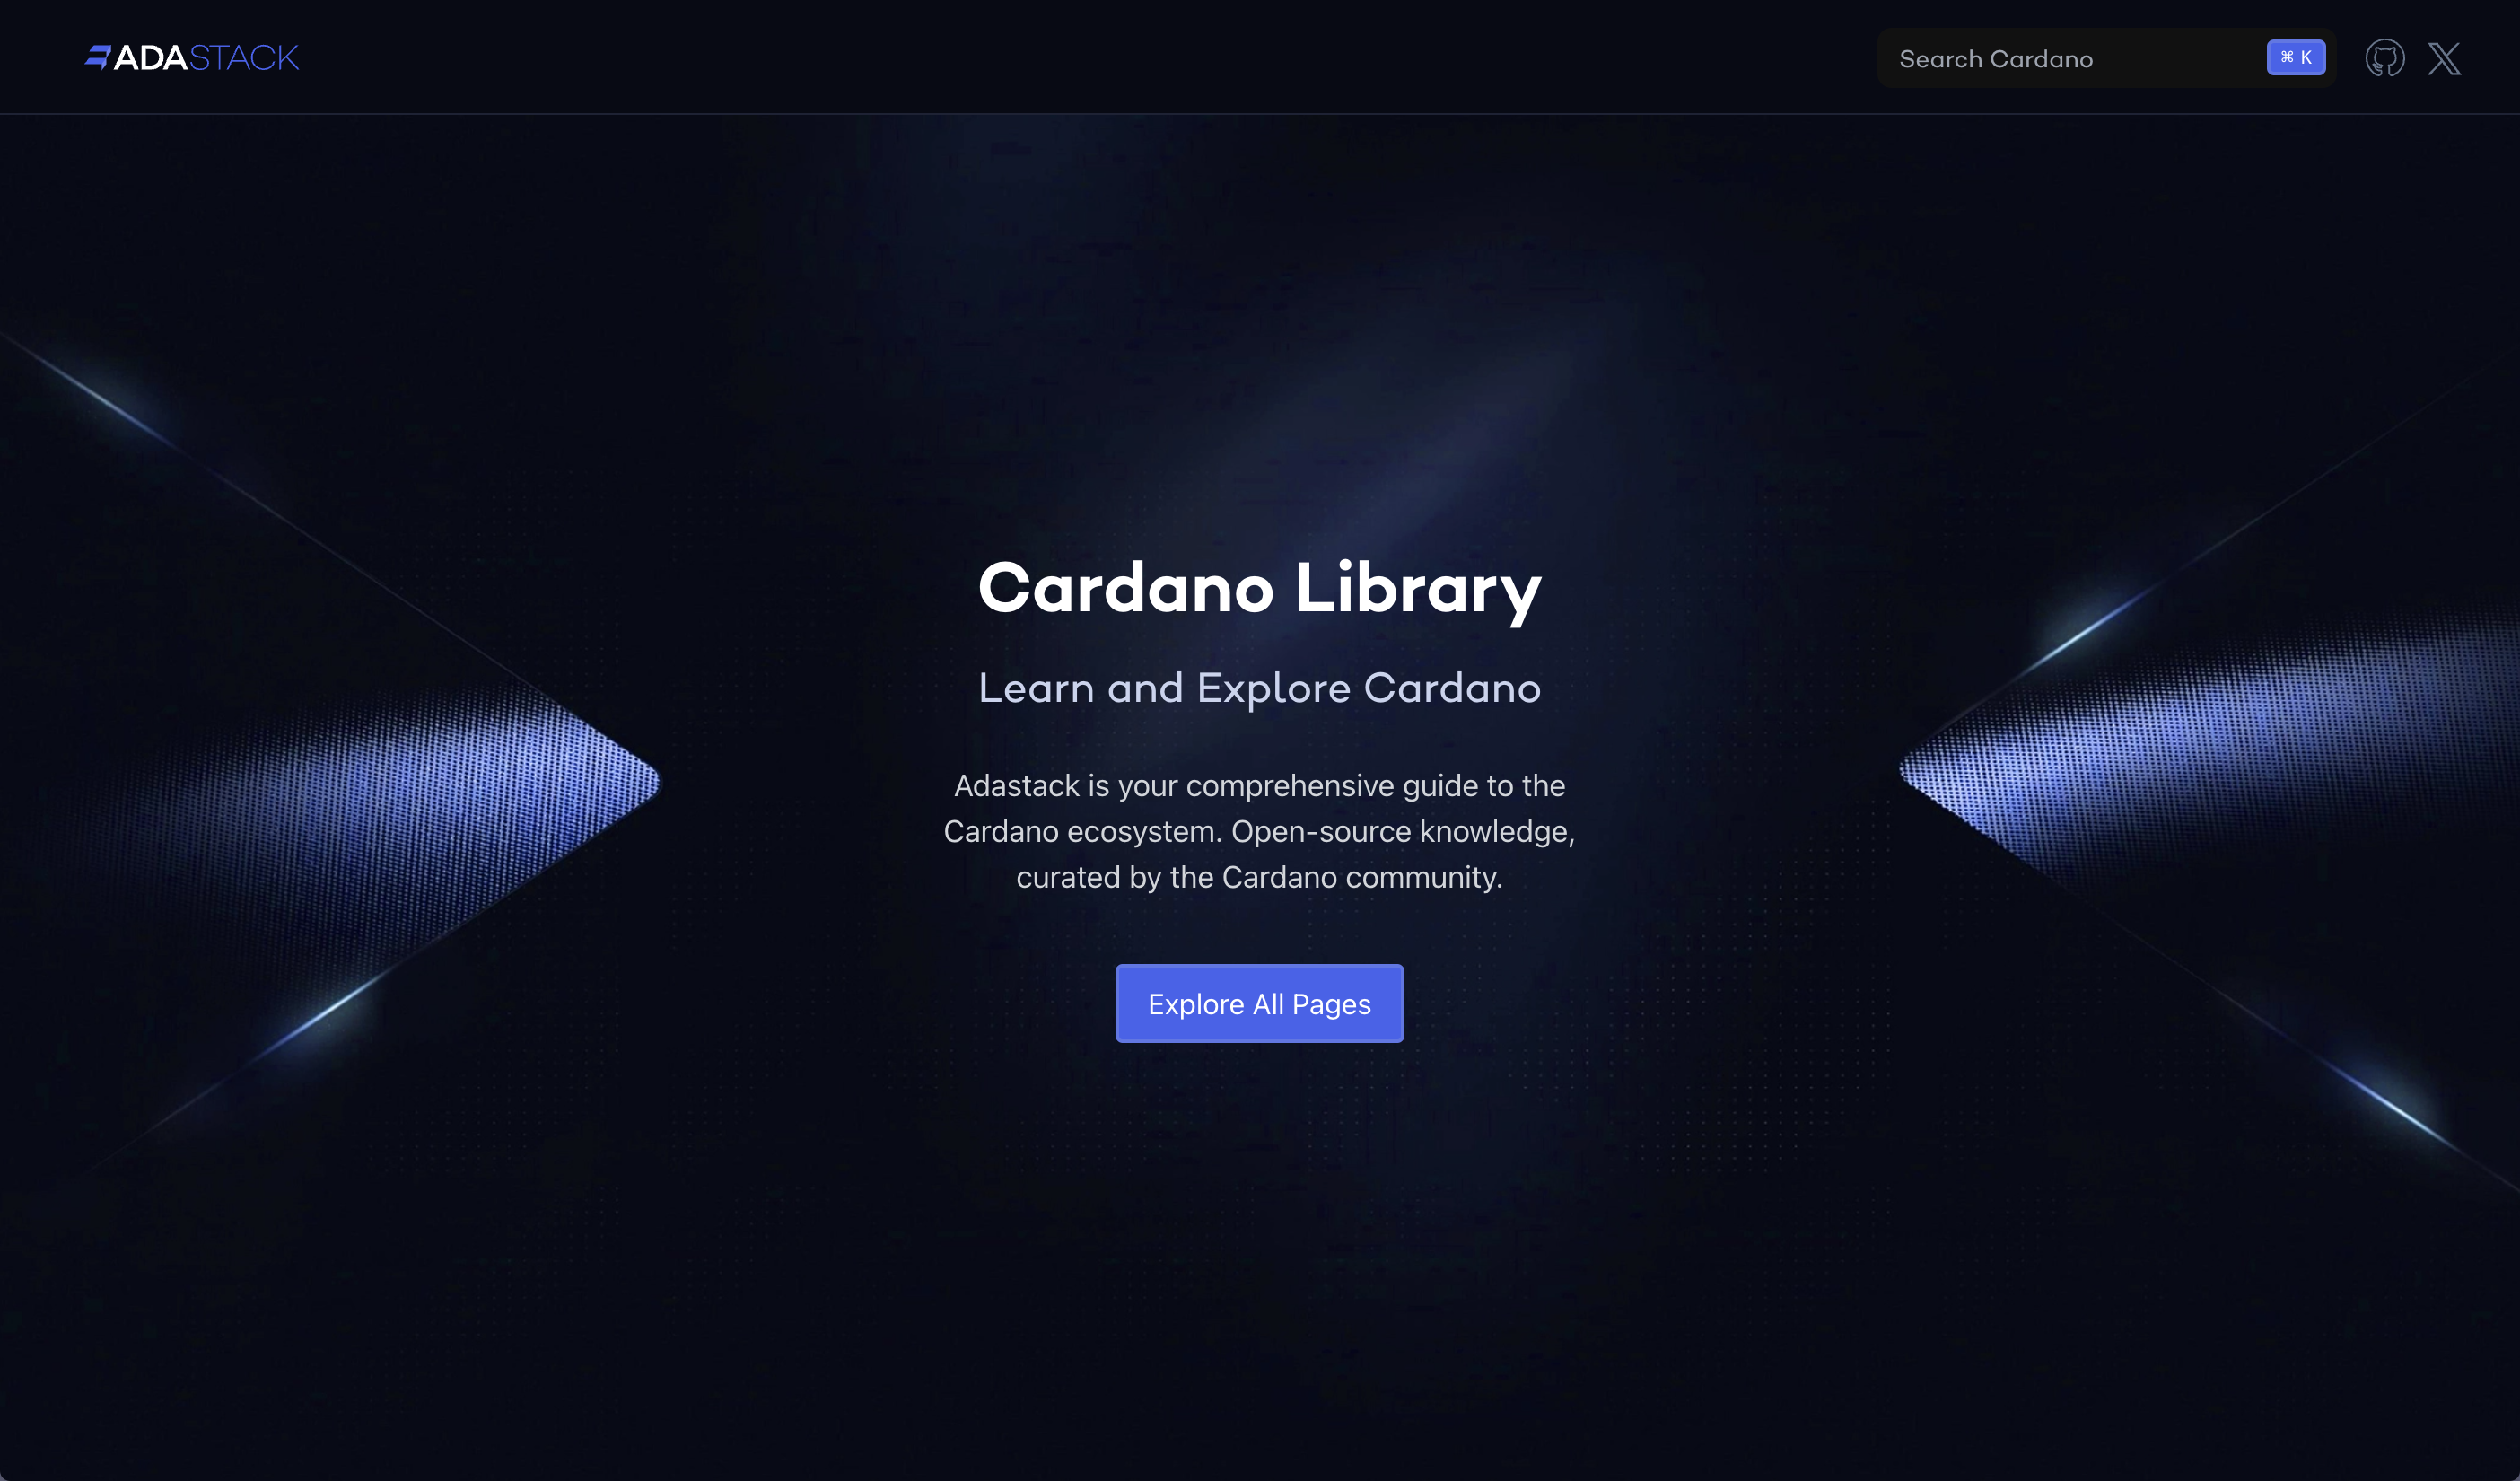 ADASTACK
Search Cardano
⌘ K
Cardano Library
Learn and Explore Cardano
Adastack is your comprehensive guide to the
Cardano ecosystem. Open-source knowledge,
curated by the Cardano community.
Explore All Pages